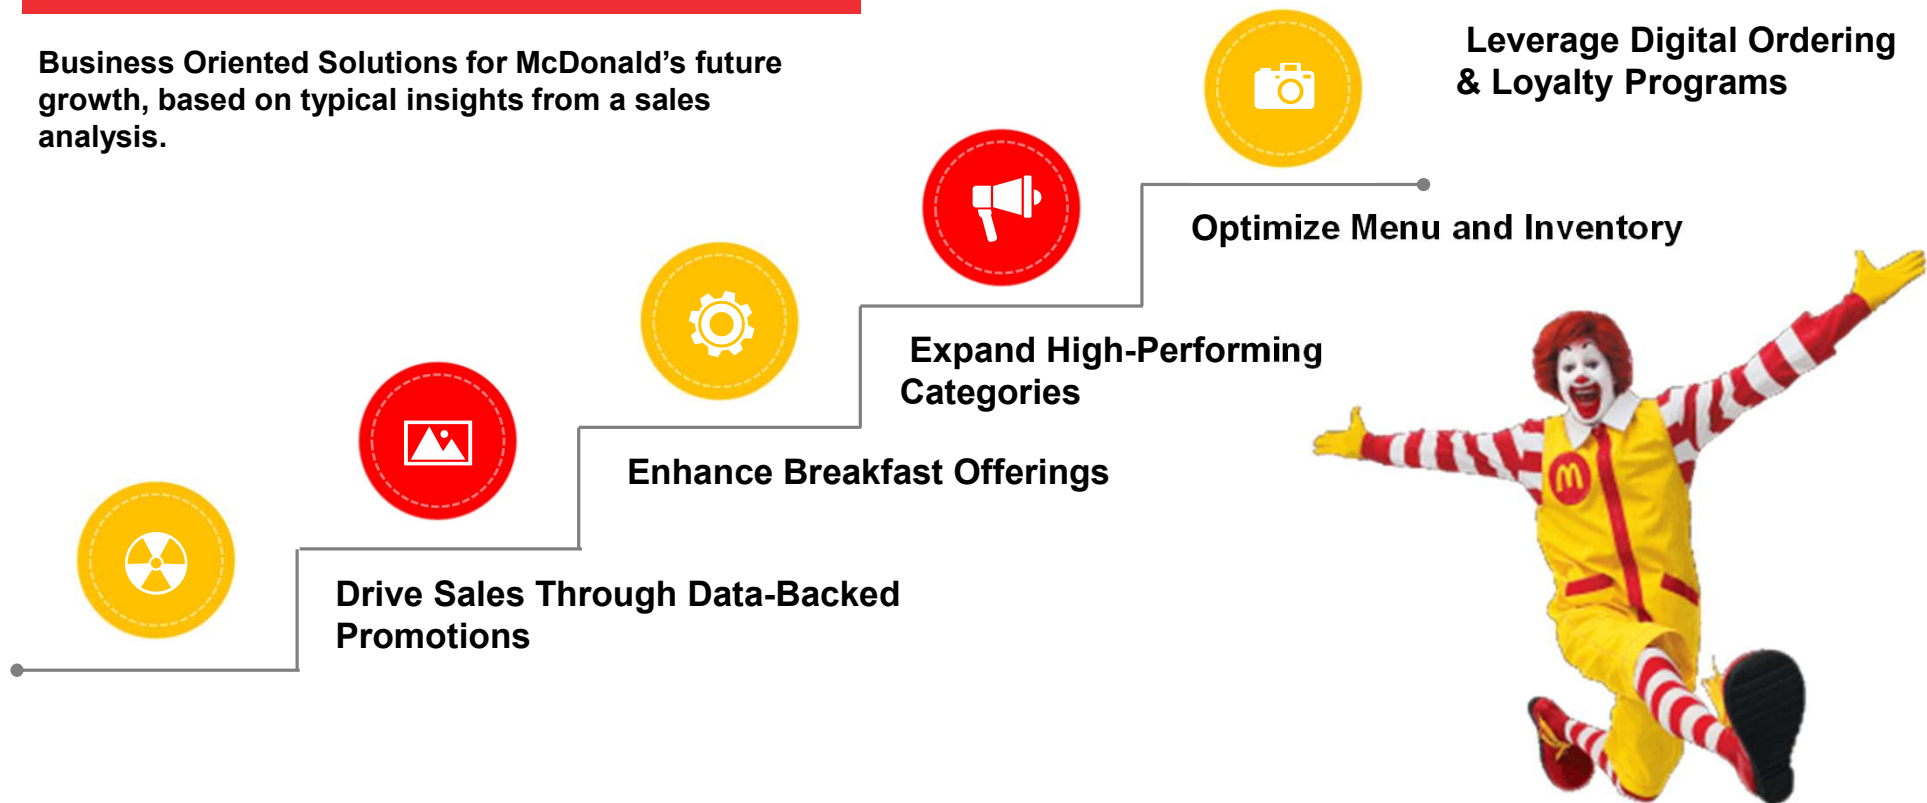 Business Oriented Solutions for McDonald’s future
growth, based on typical insights from a sales
analysis.
Leverage Digital Ordering
& Loyalty Programs
Optimize Menu and Inventory
Expand High-Performing
Categories
Enhance Breakfast Offerings
Drive Sales Through Data-Backed
Promotions